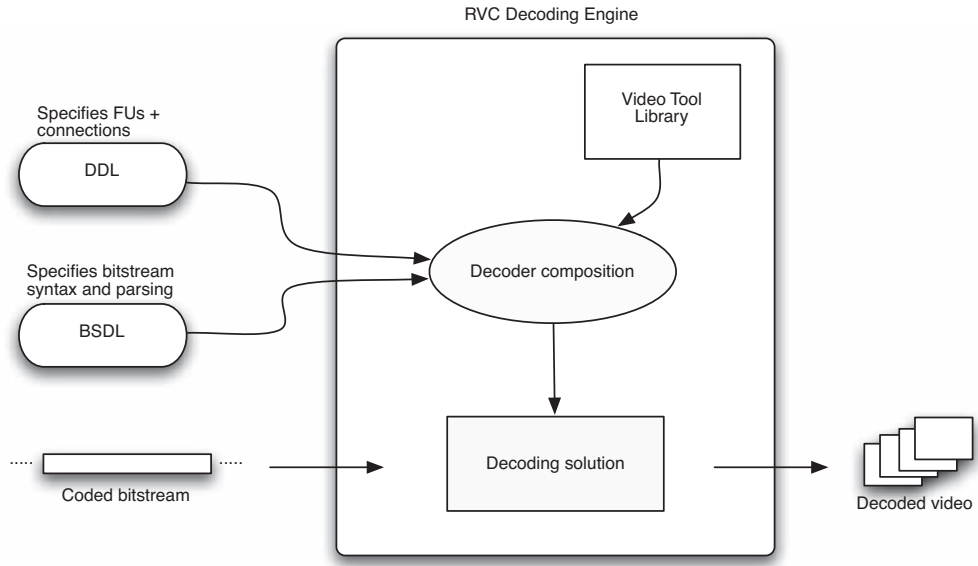 RVC Decoding Engine
Video Tool
Library
Specifies FUs +
connections
DDL
Decoder composition
Specifies bitstream
syntax and parsing
BSDL
Decoding solution
..... .....
Coded bitstream
Decoded video